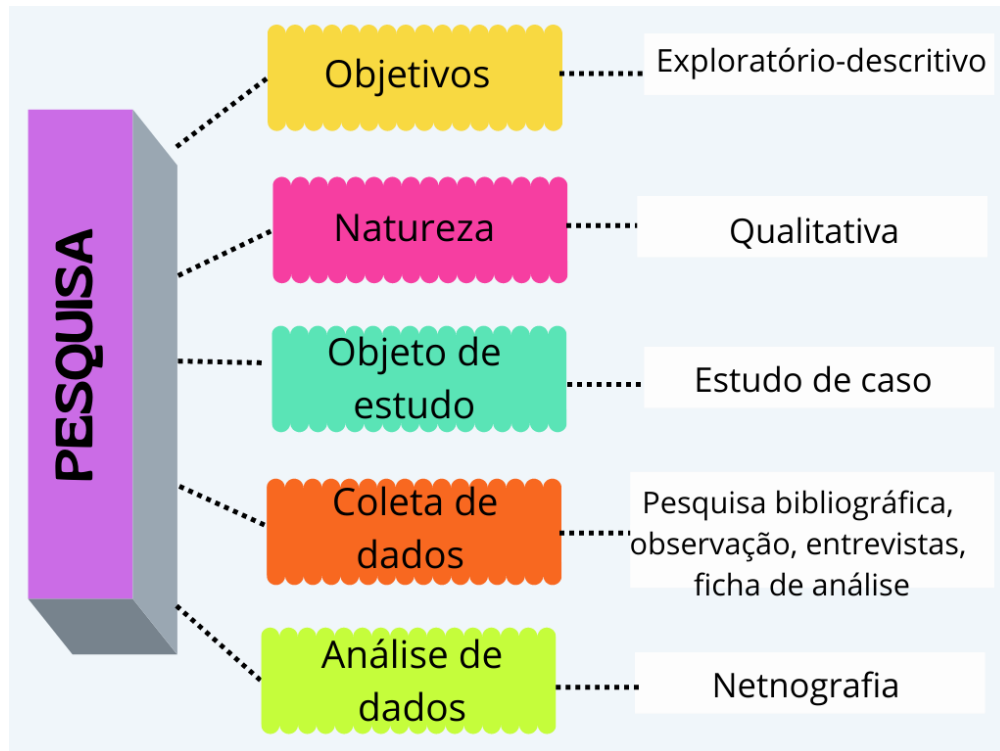 PESQUISA
Objetivos
Exploratório-descritivo
Natureza
Qualitativa
Objeto de
estudo
Estudo de caso
Coleta de
dados
Pesquisa bibliográfica,
observação, entrevistas,
ficha de análise
Análise de
dados
Netnografia